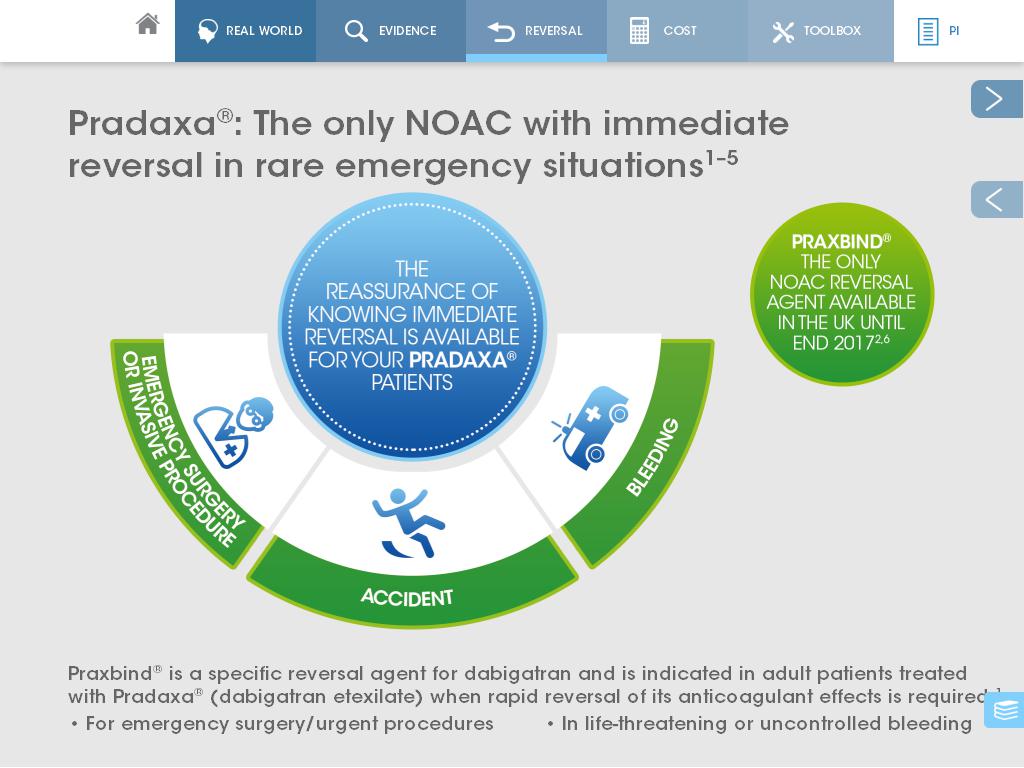 REAL WORLD
EVIDENCE
REVERSAL
COST
TOOLBOX
PI
Pradaxa®: The only NOAC with immediate
reversal in rare emergency situations1–5
THE
REASSURANCE OF
KNOWING IMMEDIATE
REVERSAL IS AVAILABLE
FOR YOUR PRADAXA®
PATIENTS
PRAXBIND®
THE ONLY
NOAC REVERSAL
AGENT AVAILABLE
IN THE UK UNTIL
END 20172,6
EMERGENCY SURGERY
OR INVASIVE PROCEDURE
ACCIDENT
BLEEDING
Praxbind® is a specific reversal agent for dabigatran and is indicated in adult patients treated
with Pradaxa® (dabigatran etexilate) when rapid reversal of its anticoagulant effects is required.1
• For emergency surgery/urgent procedures
• In life-threatening or uncontrolled bleeding